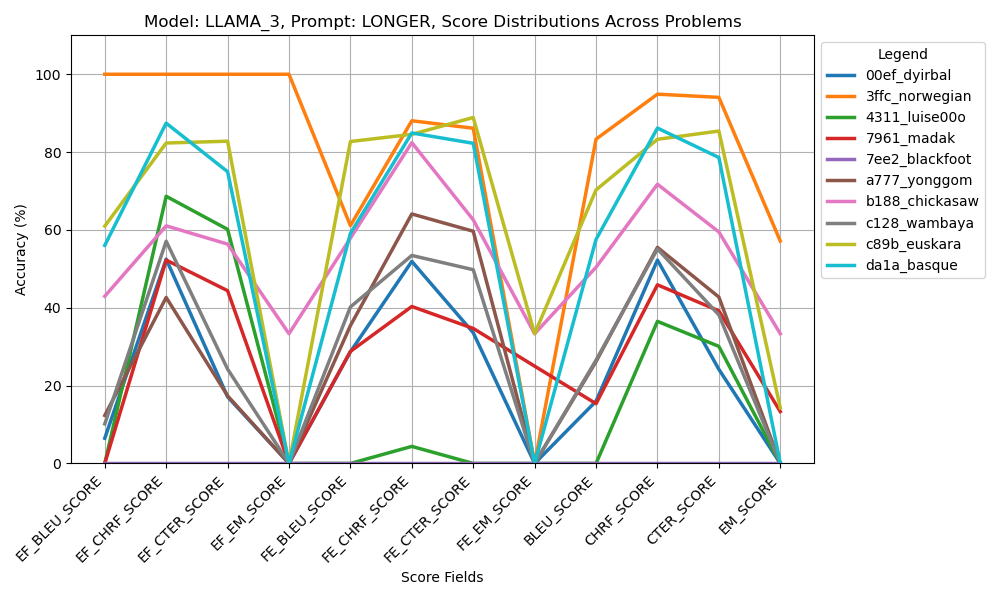 Model: LLAMA_3, Prompt: LONGER, Score Distributions Across Problems
Accuracy (%)
100
80
60
40
20
0
EF_BLEU_SCORE
EF_CHRF_SCORE
EF_CTER_SCORE
EF_EM_SCORE
FE_BLEU_SCORE
FE_CHRF_SCORE
FE_CTER_SCORE
FE_EM_SCORE
BLEU_SCORE
CHRF_SCORE
CTER_SCORE
EM_SCORE
Score Fields
Legend
00ef_dyirbal
3ffc_norwegian
4311_luise00o
7961_madak
7ee2_blackfoot
a777_yonggom
b188_chickasaw
c128_wambaya
c89b_euskara
da1a_basque